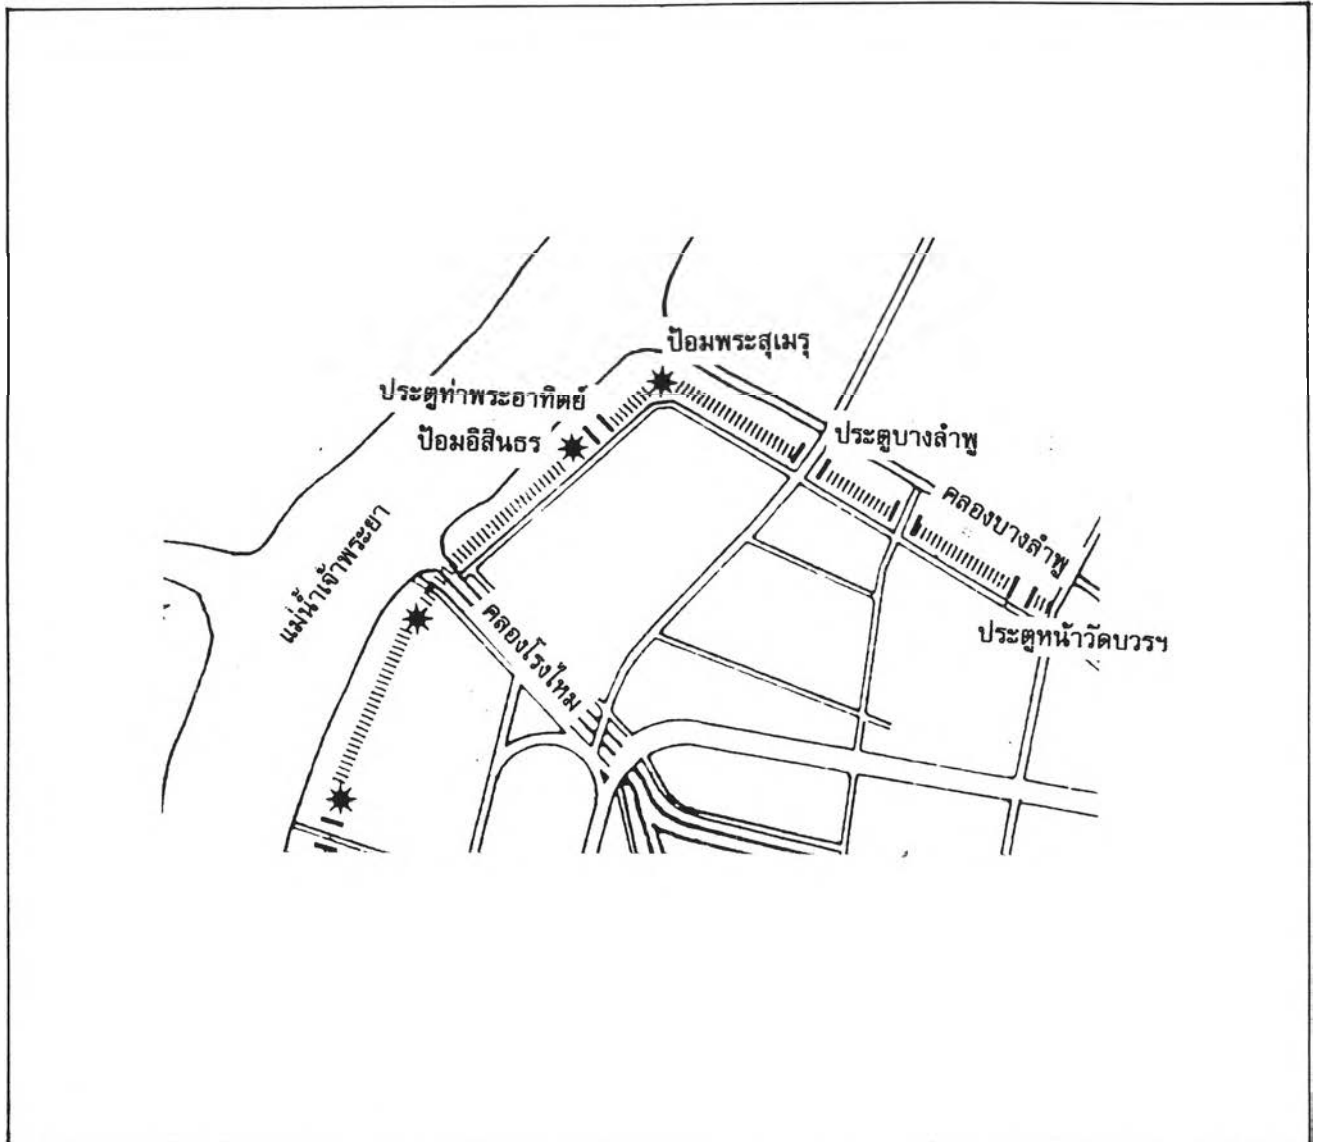 ป้อมพระสุเมรุ
ประตูท่าพระอาทิตย์
ป้อมอิสินธร
ประตูบางลำพู
คลองบางลำพู
แม่น้ำเจ้าพระยา
คลองโรงไหม
ประตูหน้าวัดบวรฯ